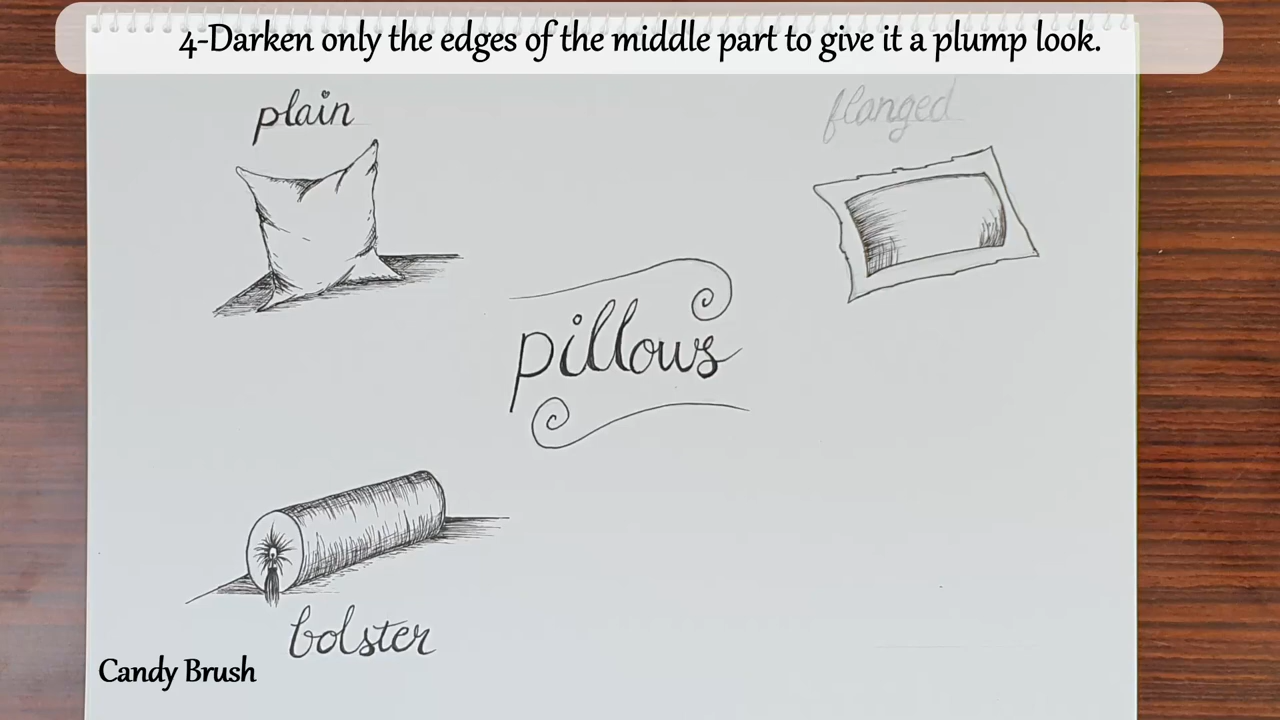 4-Darken only the edges of the middle part to give it a plump look.
plain
flanged
pillows
bolster
Candy Brush